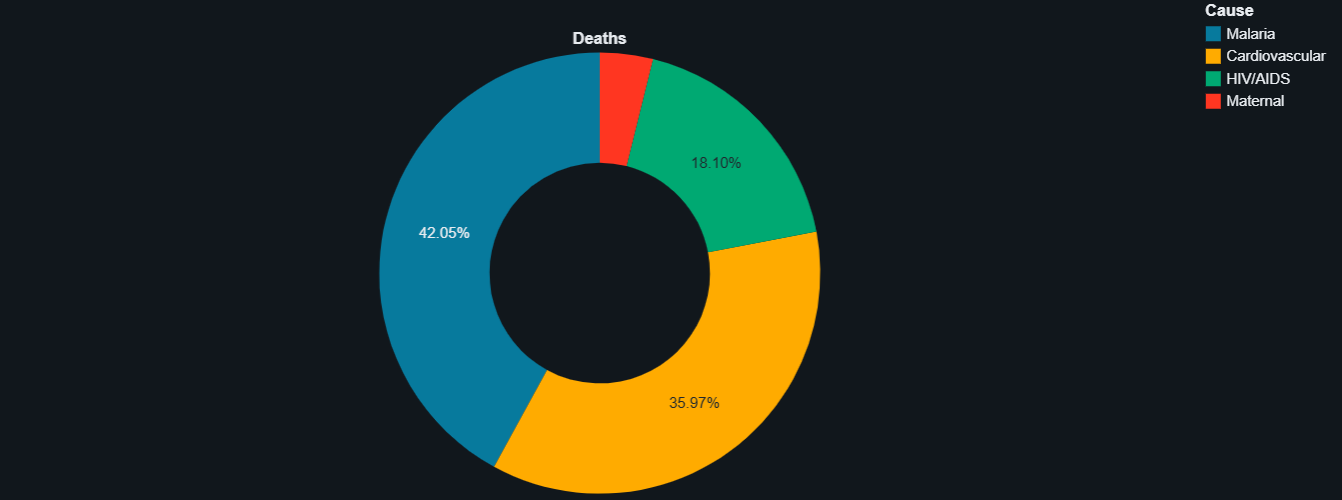 Deaths
18.10%
42.05%
35.97%
Cause
Malaria
Cardiovascular
HIV/AIDS
Maternal